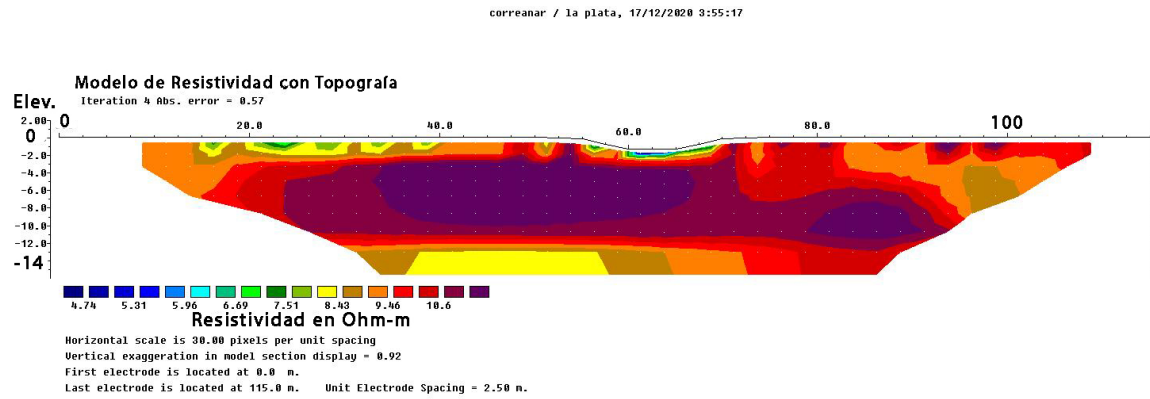 correanar / la plata, 17/12/2020 3:55:17
Modelo de Resistividad con Topografía
Elev.
Iteration 4 Abs. error = 0.57
2.00
0
0
20.0
40.0
60.0
80.0
100
-2.0
-4.0
-6.0
-8.0
-10.0
-12.0
-14
4.74 5.31 5.96 6.69 7.51 8.43 9.46 10.6
Resistividad en Ohm-m
Horizontal scale is 30.00 pixels per unit spacing
Vertical exaggeration in model section display = 0.92
First electrode is located at 0.0 m.
Last electrode is located at 115.0 m. Unit Electrode Spacing = 2.50 m.